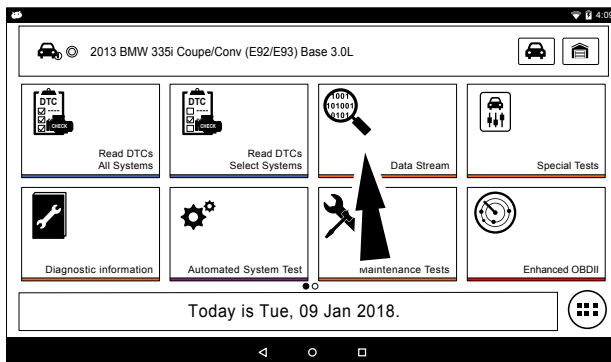 4:09
2013 BMW 335i Coupe/Conv (E92/E93) Base 3.0L
DTC
CHECK
Read DTCs
All Systems
DTC
CHECK
Read DTCs
Select Systems
1001
101001
0101
Data Stream
Special Tests
Diagnostic information
Automated System Test
Maintenance Tests
Enhanced OBDII
Today is Tue, 09 Jan 2018.